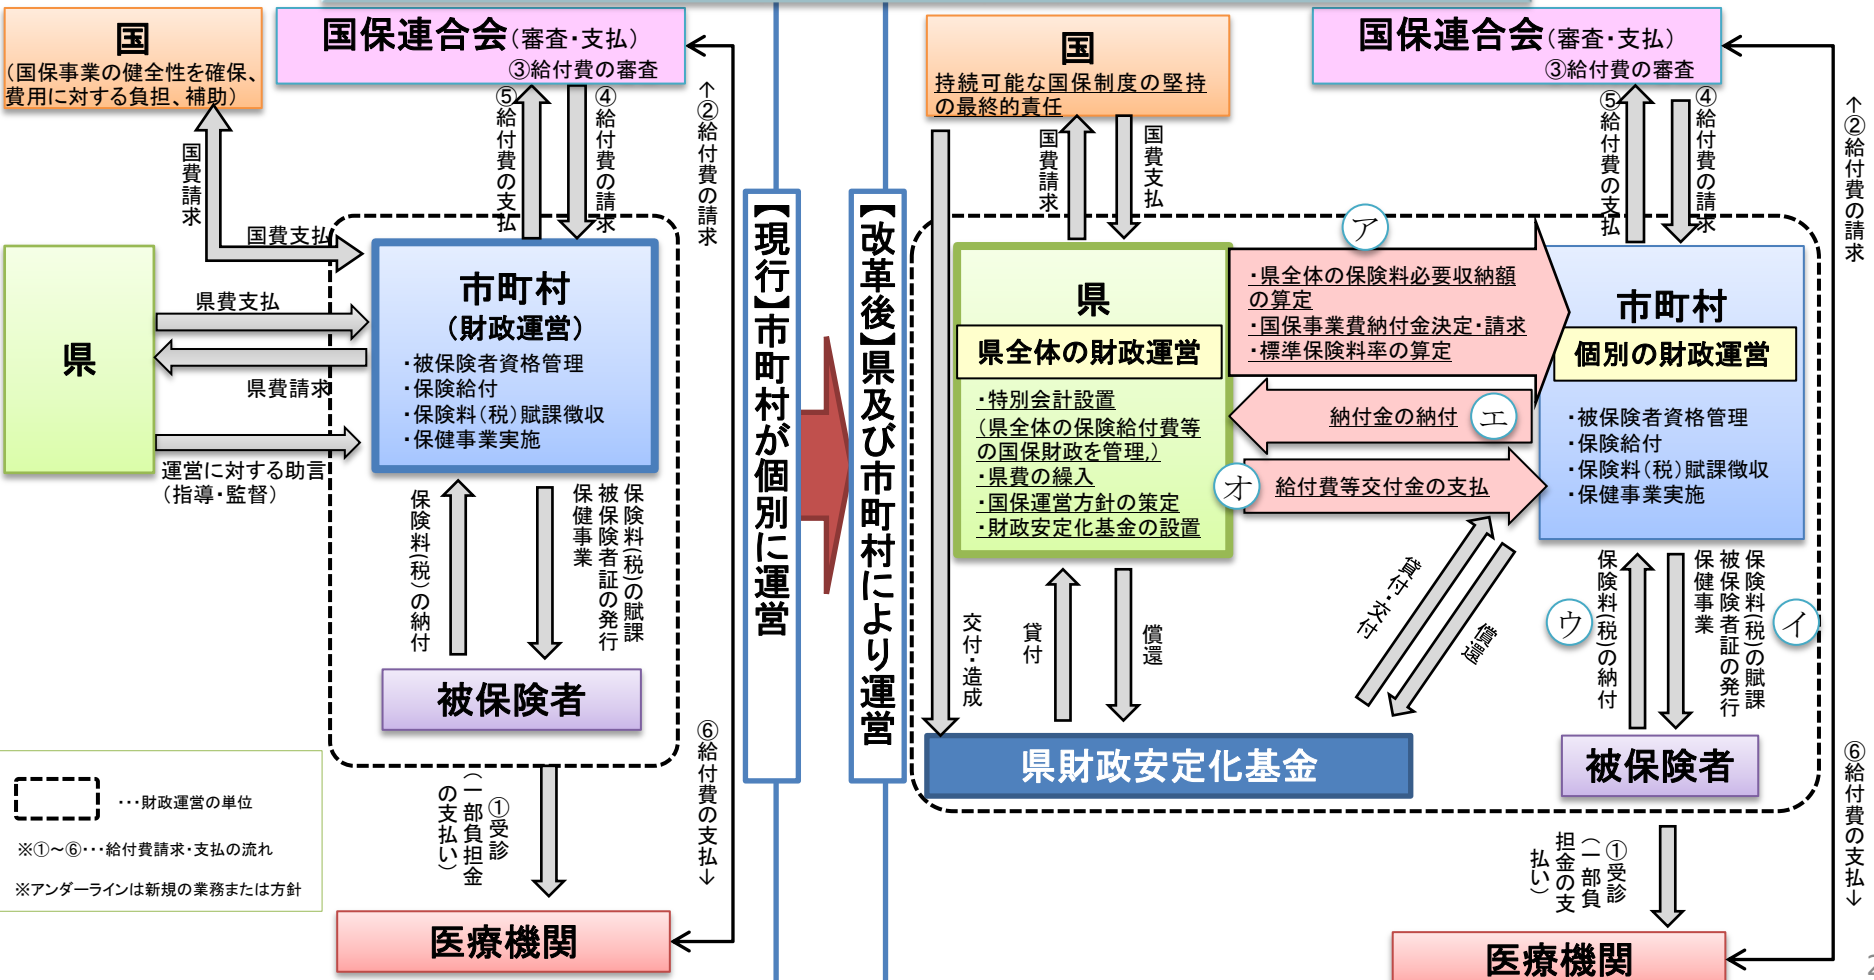 国
（国保事業の健全性を確保、
費用に対する負担、補助）
国保連合会（審査・支払）
③給付費の審査
⑤給付費の支払
④給付費の請求
↑②給付費の請求
国費請求
国費支払
県
県費支払
県費請求
運営に対する助言
（指導・監督）
市町村
（財政運営）
・被保険者資格管理
・保険給付
・保険料（税）賦課徴収
・保健事業実施
保険料（税）の納付
保険料（税）の賦課
被保険者証の発行
保健事業
被保険者
①受診
（一部負担金
の支払い）
⑥給付費の支払↓
医療機関
・・・財政運営の単位
※①～⑥・・・給付費請求・支払の流れ
※アンダーラインは新規の業務または方針
【現行】市町村が個別に運営
【改革後】県及び市町村により運営
国
持続可能な国保制度の堅持
の最終的責任
国保連合会（審査・支払）
③給付費の審査
⑤給付費の支払
④給付費の請求
↑②給付費の請求
国費請求
国費支払
県
県全体の財政運営
・特別会計設置
（県全体の保険給付費等
の国保財政を管理,）
・県費の繰入
・国保運営方針の策定
・財政安定化基金の設置
ア
・県全体の保険料必要収納額
の算定
・国保事業費納付金決定・請求
・標準保険料率の算定
納付金の納付
エ
オ
給付費等交付金の支払
市町村
個別の財政運営
・被保険者資格管理
・保険給付
・保険料（税）賦課徴収
・保健事業実施
交付・造成
貸付
償還
貸付・交付
償還
ウ
保険料（税）の納付
保険料（税）の賦課
被保険者証の発行
保健事業
イ
県財政安定化基金
被保険者
①受診
（一部負
担金の支
払い）
⑥給付費の支払↓
医療機関